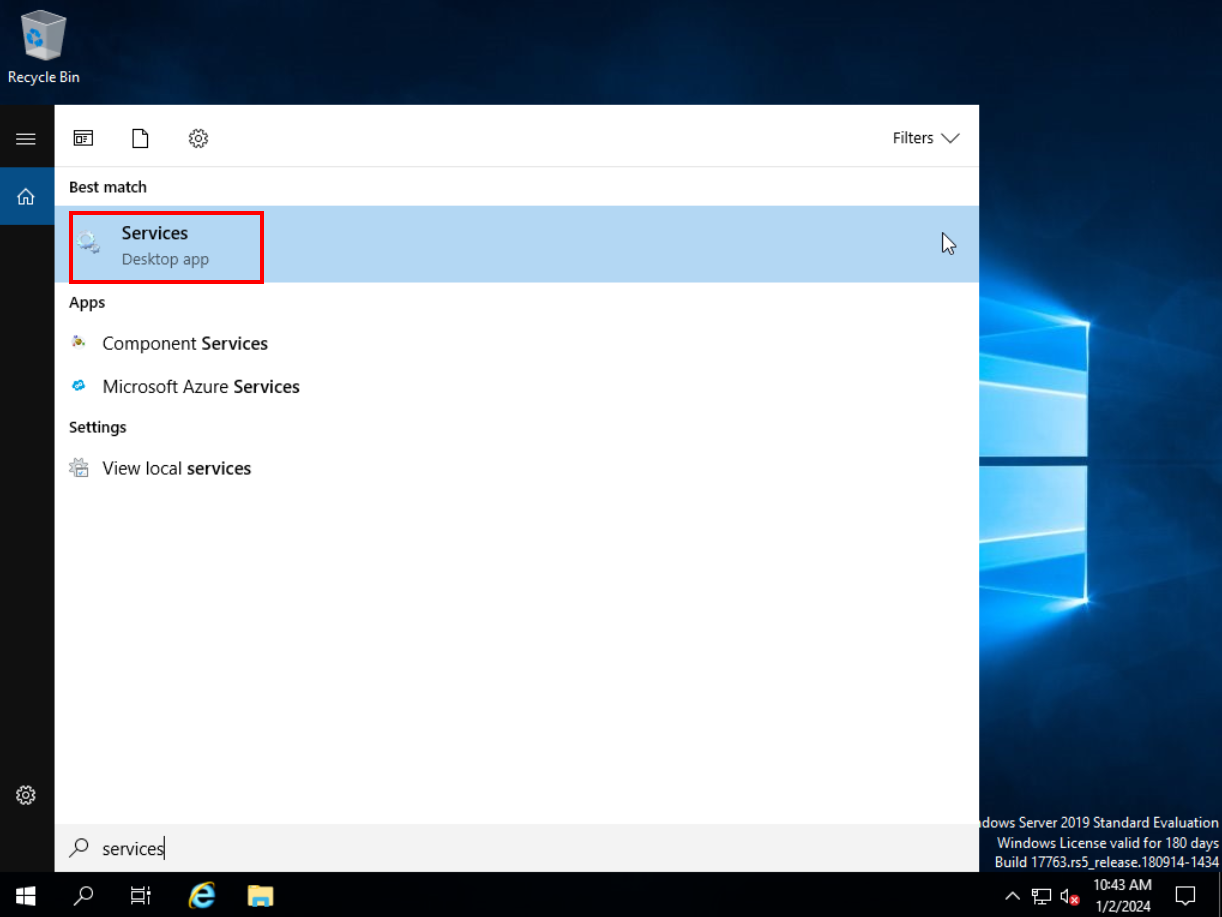 Recycle Bin
Filters
Best match
Services
Desktop app
Apps
Component Services
Microsoft Azure Services
Settings
View local services
services
dows Server 2019 Standard Evaluation
Windows License valid for 180 days
Build 17763.rs5_release.180914-1434
10:43 AM
1/2/2024